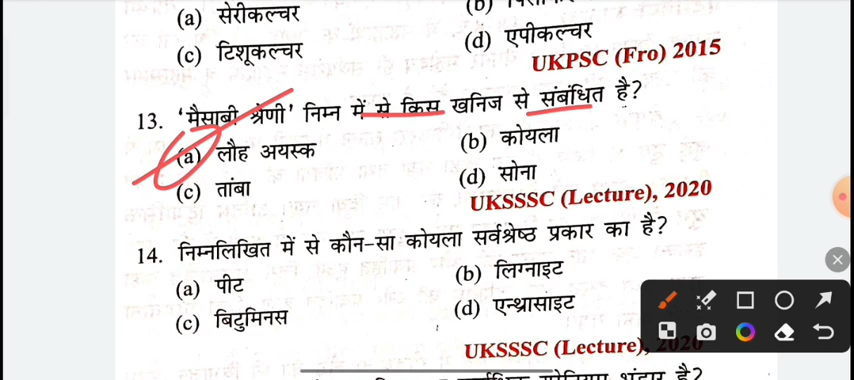 (a) सेरीकल्चर (b)
(c) टिशूकल्चर (d) एपीकल्चर
UKPSC (Fro) 2015
13. 'मैसाबी श्रेणी' निम्न में से किस खनिज से संबंधित है?
(a) लौह अयस्क (b) कोयला
(c) तांबा (d) सोना
UKSSSC (Lecture), 2020
14. निम्नलिखित में से कौन-सा कोयला सर्वश्रेष्ठ प्रकार का है?
(a) पीट (b) लिग्नाइट
(c) बिटुमिनस (d) एन्थ्रासाइट
UKSSSC (Lecture), 2020